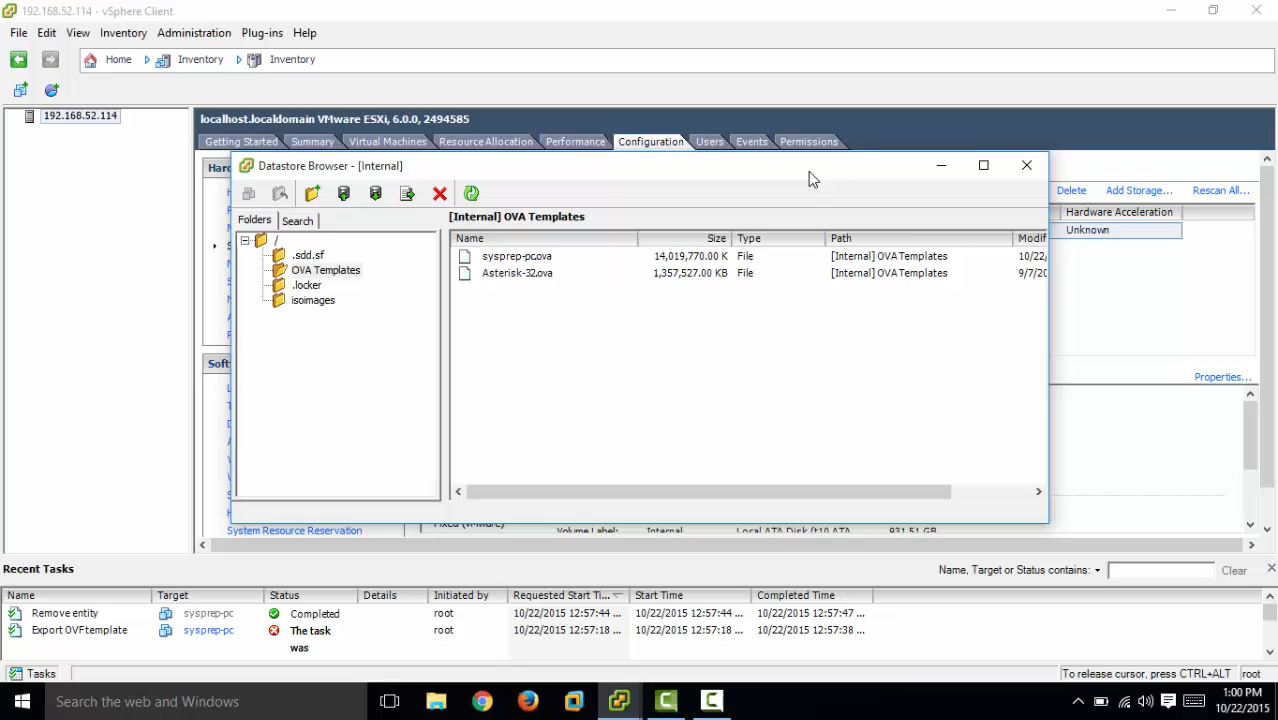 192.168.52.114 - vSphere Client
File Edit View Inventory Administration Plug-ins Help
Home Inventory Inventory
192.168.52.114
localhost.localdomain VMware ESXi, 6.0.0, 2494585
Getting Started Summary Virtual Machines Resource Allocation Performance Configuration Users Events Permissions
Datastore Browser - [Internal]
Delete Add Storage... Rescan All...
Hardware Acceleration
Unknown
Folders Search
[Internal] OVA Templates
Name Size Type Path Modif
/
.sdd.sf
OVA Templates
.locker
isoimages
sysprep-pc.ova 14,019,770.00 K File [Internal] OVA Templates 10/22/
Asterisk-32.ova 1,357,527.00 KB File [Internal] OVA Templates 9/7/20
Properties...
System Resource Reservation
Volume Label: Internal Local ATA Disk (t10.ATA 931.51 GB
Recent Tasks
Name, Target or Status contains: Clear
Name Target Status Details Initiated by Requested Start Ti... Start Time Completed Time
Remove entity sysprep-pc Completed root 10/22/2015 12:57:44 ... 10/22/2015 12:57:44 ... 10/22/2015 12:57:47 ...
Export OVF template sysprep-pc The task was root 10/22/2015 12:57:18 ... 10/22/2015 12:57:18 ... 10/22/2015 12:57:38 ...
Tasks
To release cursor, press CTRL+ALT root
Search the web and Windows
1:00 PM
10/22/2015